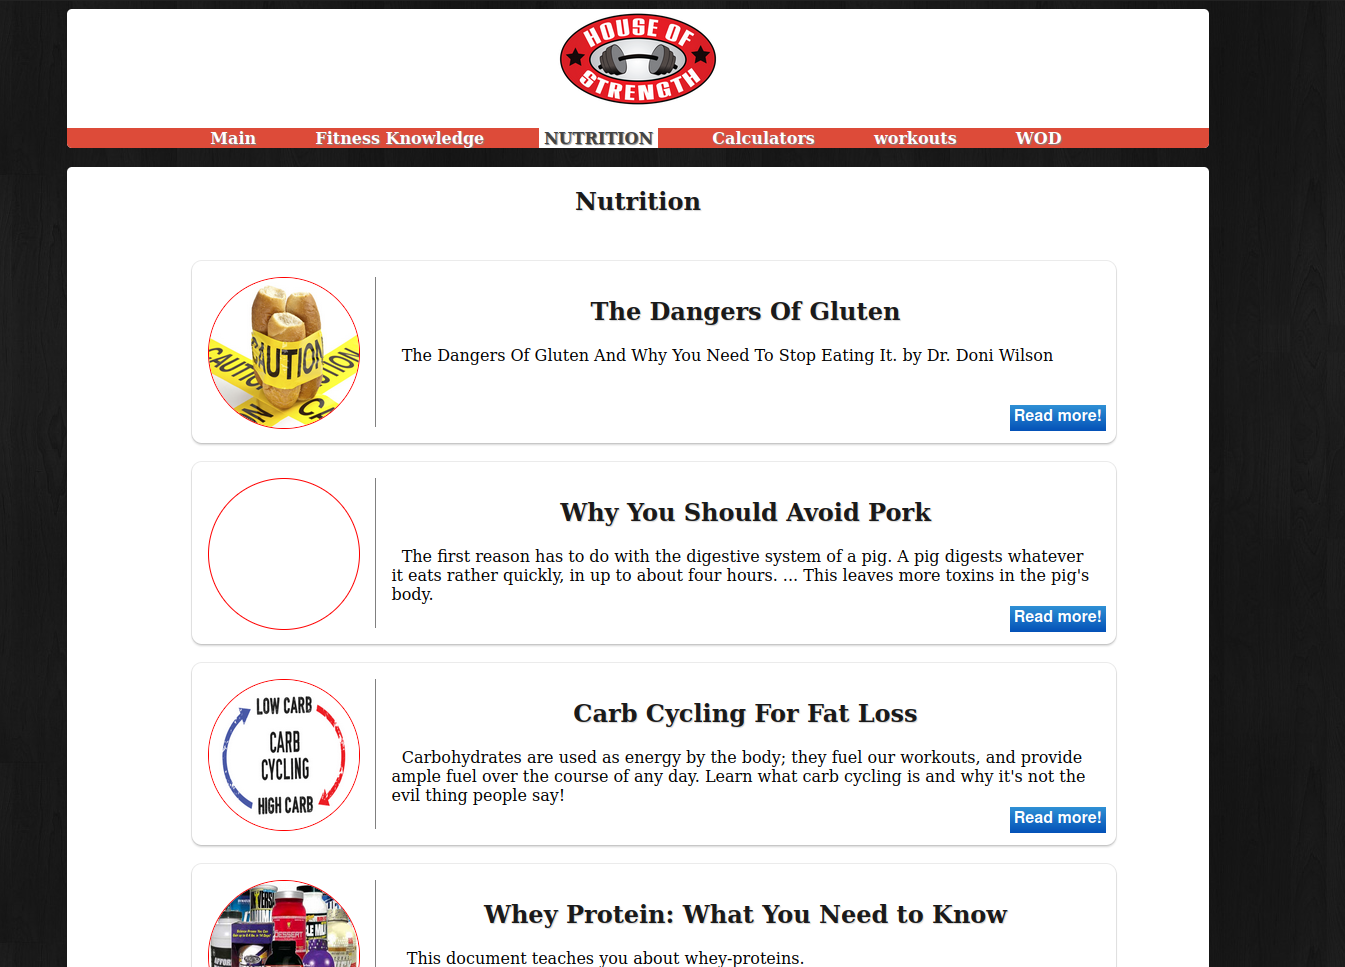 HOUSE OF
STRENGTH
Main Fitness Knowledge NUTRITION Calculators workouts WOD
Nutrition
The Dangers Of Gluten
CAUTION
The Dangers Of Gluten And Why You Need To Stop Eating It. by Dr. Doni Wilson
Read more!
Why You Should Avoid Pork
The first reason has to do with the digestive system of a pig. A pig digests whatever
it eats rather quickly, in up to about four hours. ... This leaves more toxins in the pig's
body.
Read more!
LOW CARB
CARB
CYCLING
HIGH CARB
Carb Cycling For Fat Loss
Carbohydrates are used as energy by the body; they fuel our workouts, and provide
ample fuel over the course of any day. Learn what carb cycling is and why it's not the
evil thing people say!
Read more!
Whey Protein: What You Need to Know
This document teaches you about whey-proteins.